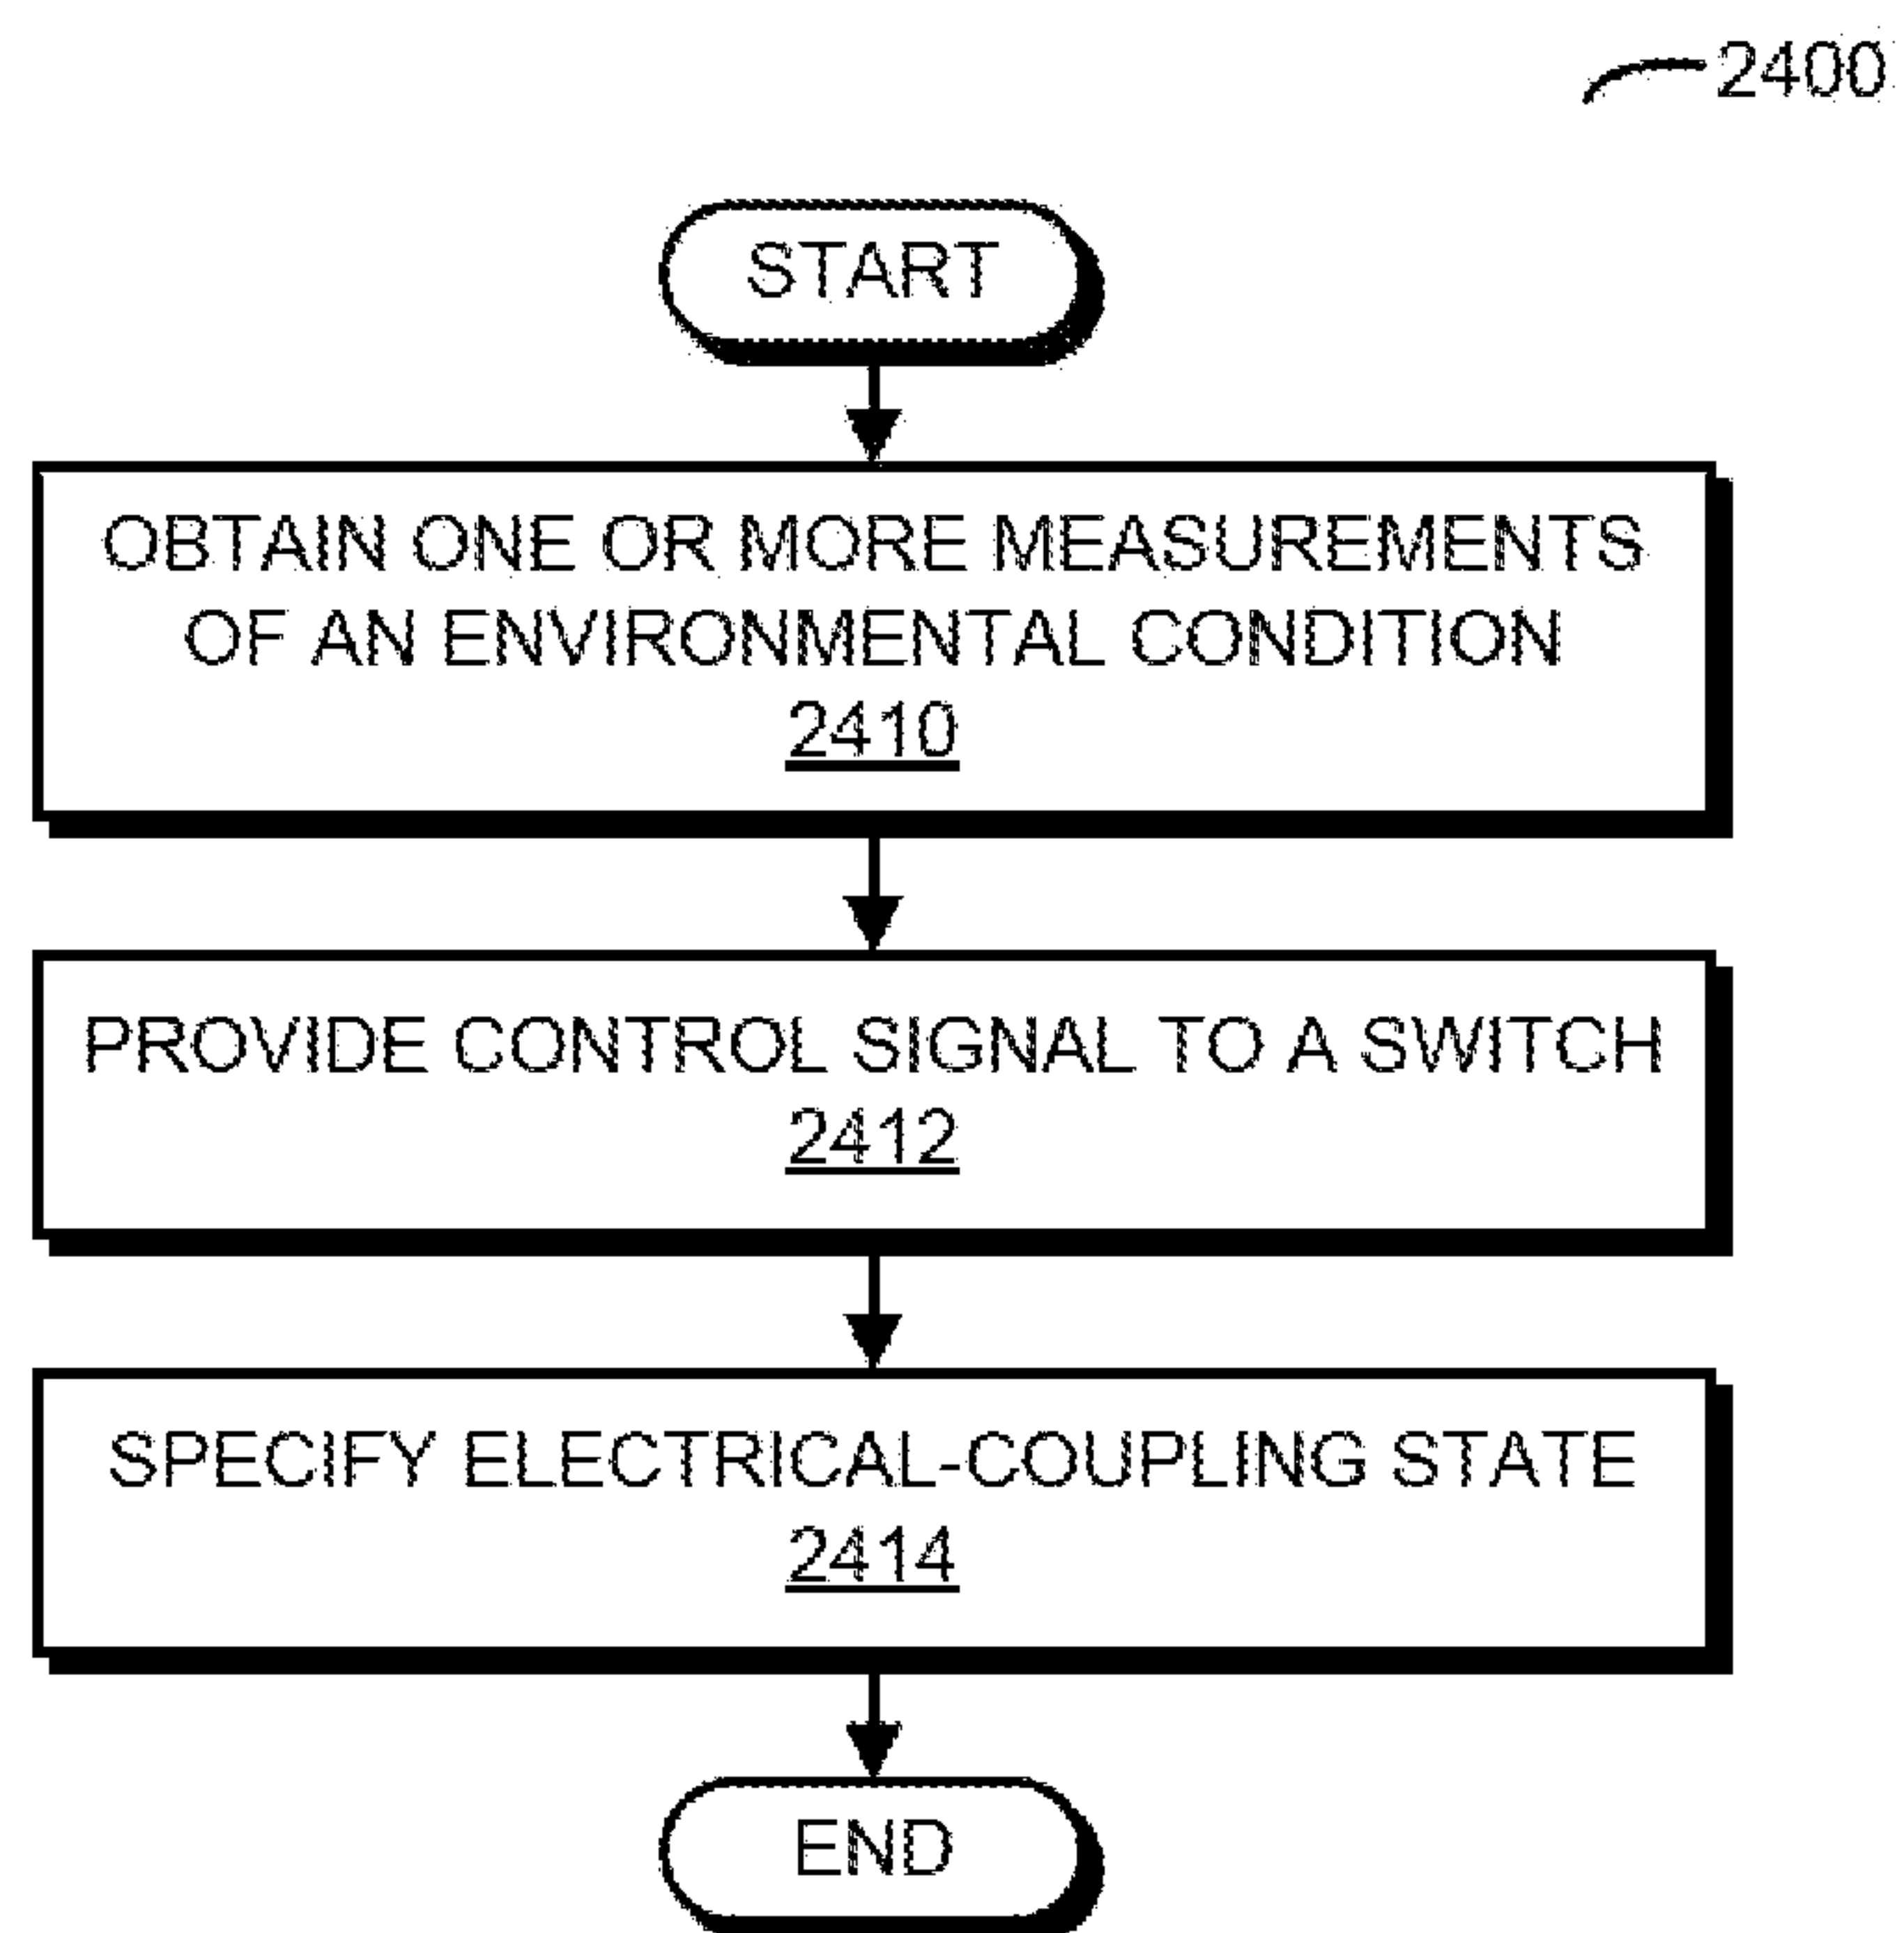 2400
START
OBTAIN ONE OR MORE MEASUREMENTS
OF AN ENVIRONMENTAL CONDITION
2410
PROVIDE CONTROL SIGNAL TO A SWITCH
2412
SPECIFY ELECTRICAL-COUPLING STATE
2414
END